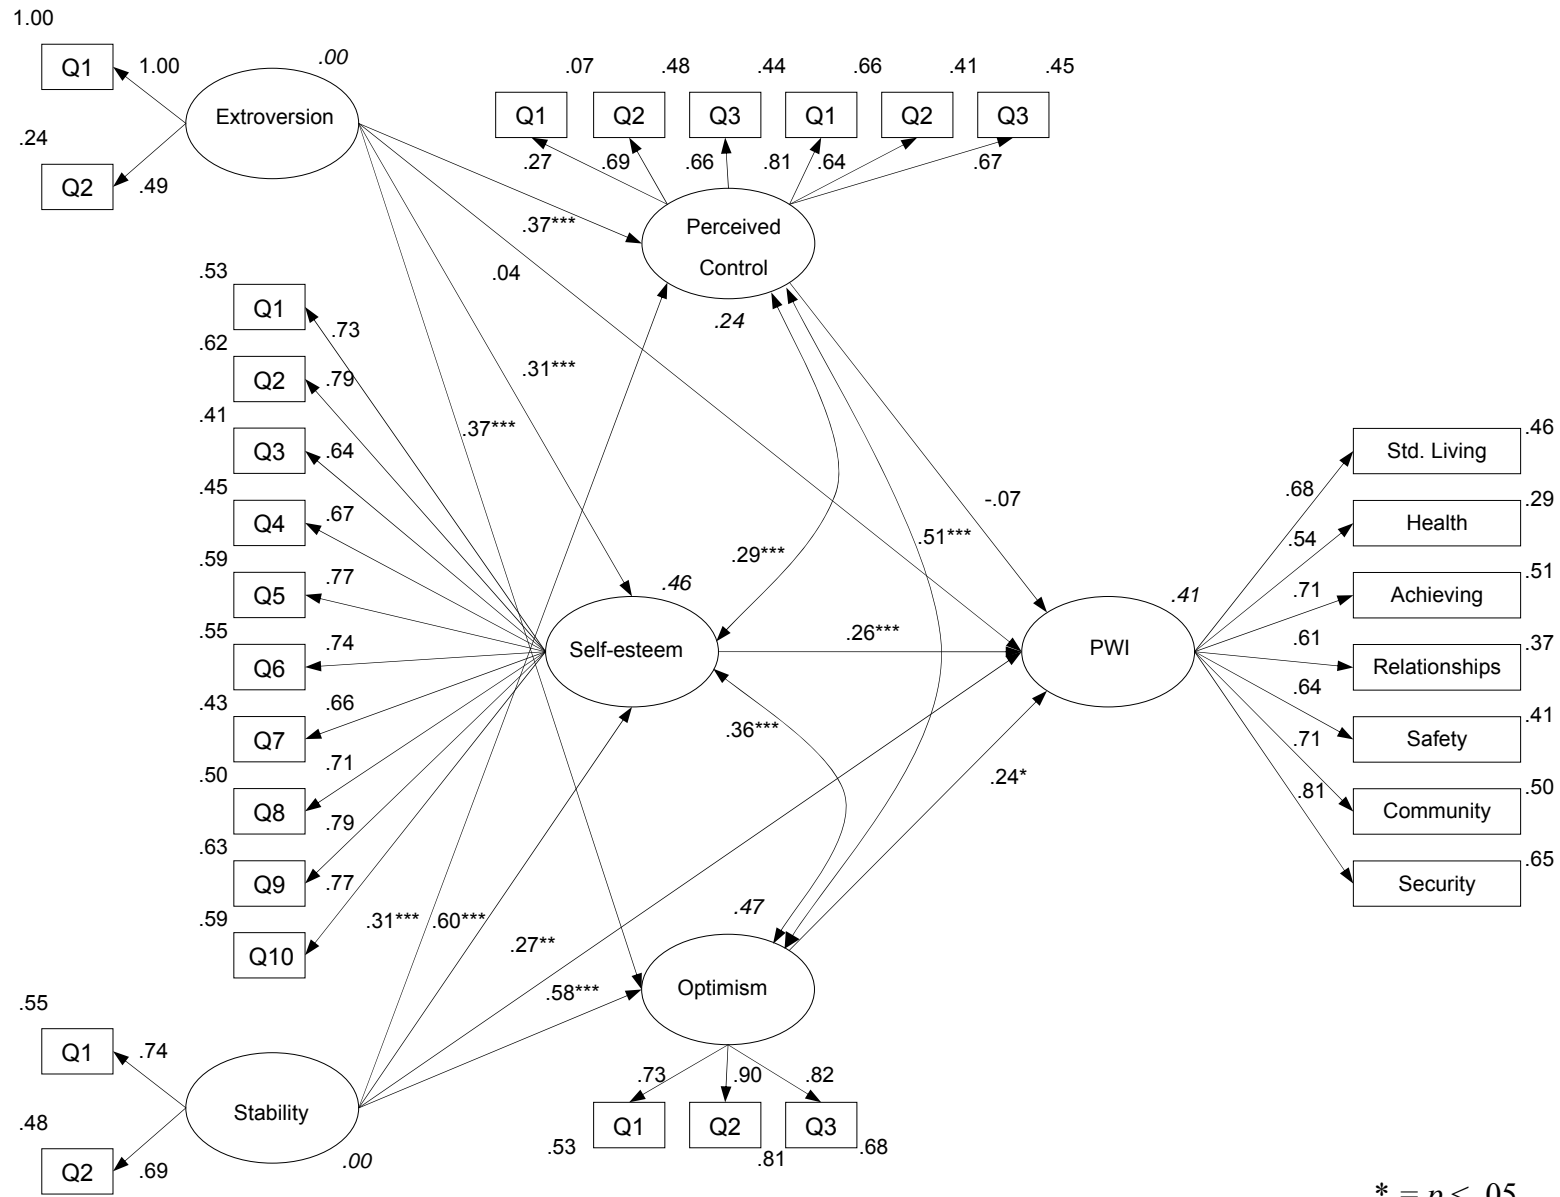 1.00
Q1
1.00
.00
Extroversion
.24
Q2
.49
.07 .48 .44 .66 .41 .45
Q1 Q2 Q3 Q1 Q2 Q3
.27 .69 .66 .81 .64 .67
Perceived
Control
.24
.37***
.04
.31***
.37***
.53
Q1
.73
.62
Q2
.79
.41
Q3
.64
.45
Q4
.67
.59
Q5
.77
.55
Q6
.74
.43
Q7
.66
.50
Q8
.71
.63
Q9
.79
.59
Q10
.77
.46
Self-esteem
.29***
.51***
-.07
.26***
.36***
.24*
.41
PWI
.68
Std. Living
.46
.54
Health
.29
.71
Achieving
.51
.61
Relationships
.37
.64
Safety
.41
.71
Community
.50
.81
Security
.65
.31*** .60***
.27**
.58***
.47
Optimism
.73 .90 .82
Q1 Q2 Q3
.53 .81 .68
.55
Q1
.74
Stability
.48
Q2
.69
.00
* = p < .05